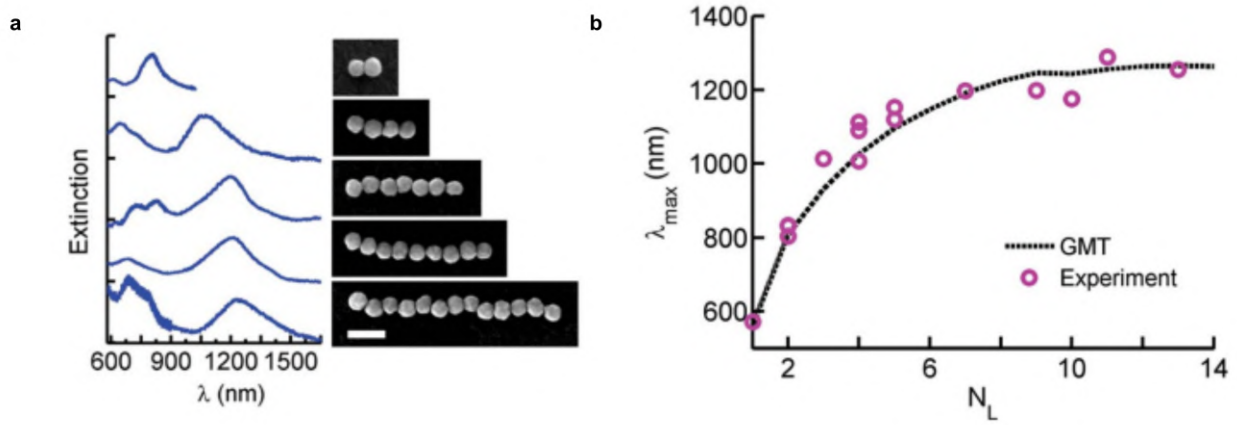 a
Extinction
600 900 1200 1500
λ (nm)
b
1400
1200
1000
800
600
λmax (nm)
GMT
Experiment
2 6 10 14
NL